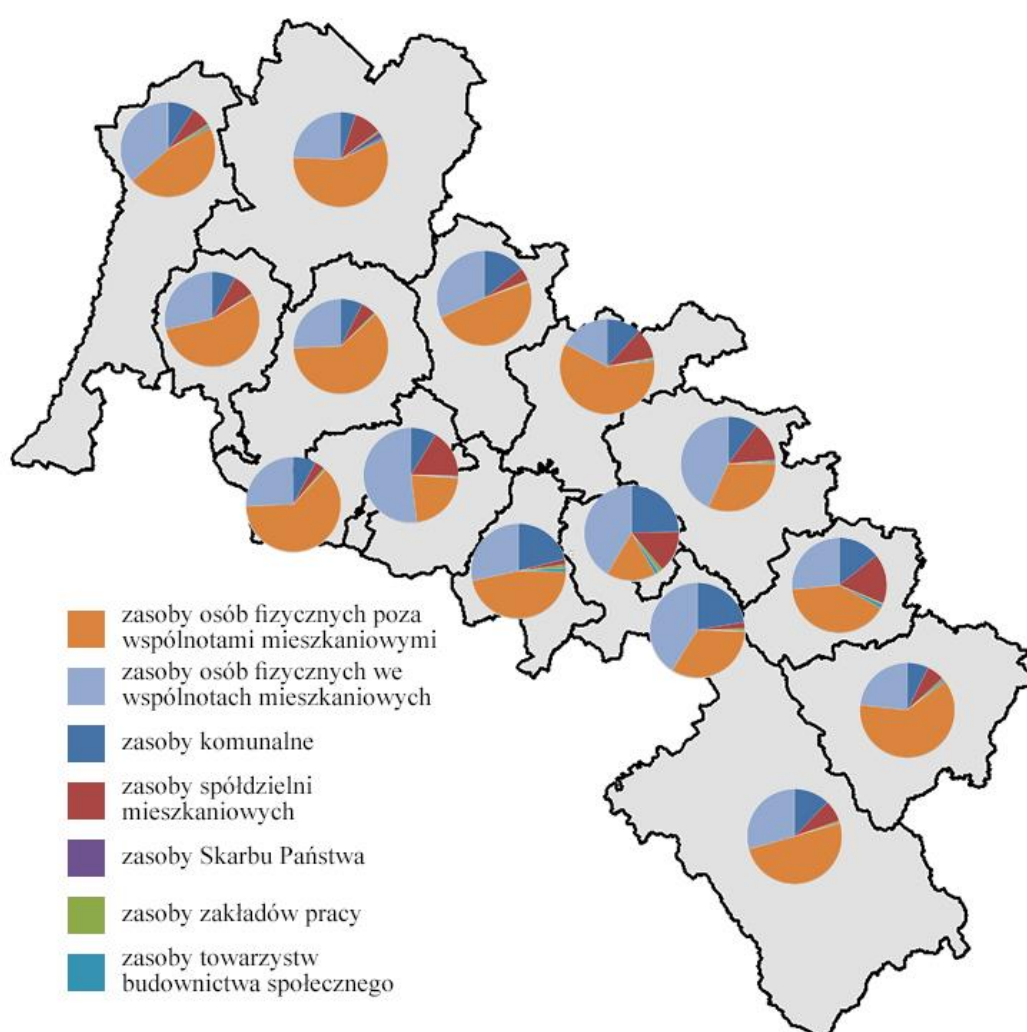 zasoby osób fizycznych poza
wspólnotami mieszkaniowymi
zasoby osób fizycznych we
wspólnotach mieszkaniowych
zasoby komunalne
zasoby spółdzielni
mieszkaniowych
zasoby Skarbu Państwa
zasoby zakładów pracy
zasoby towarzystw
budownictwa społecznego